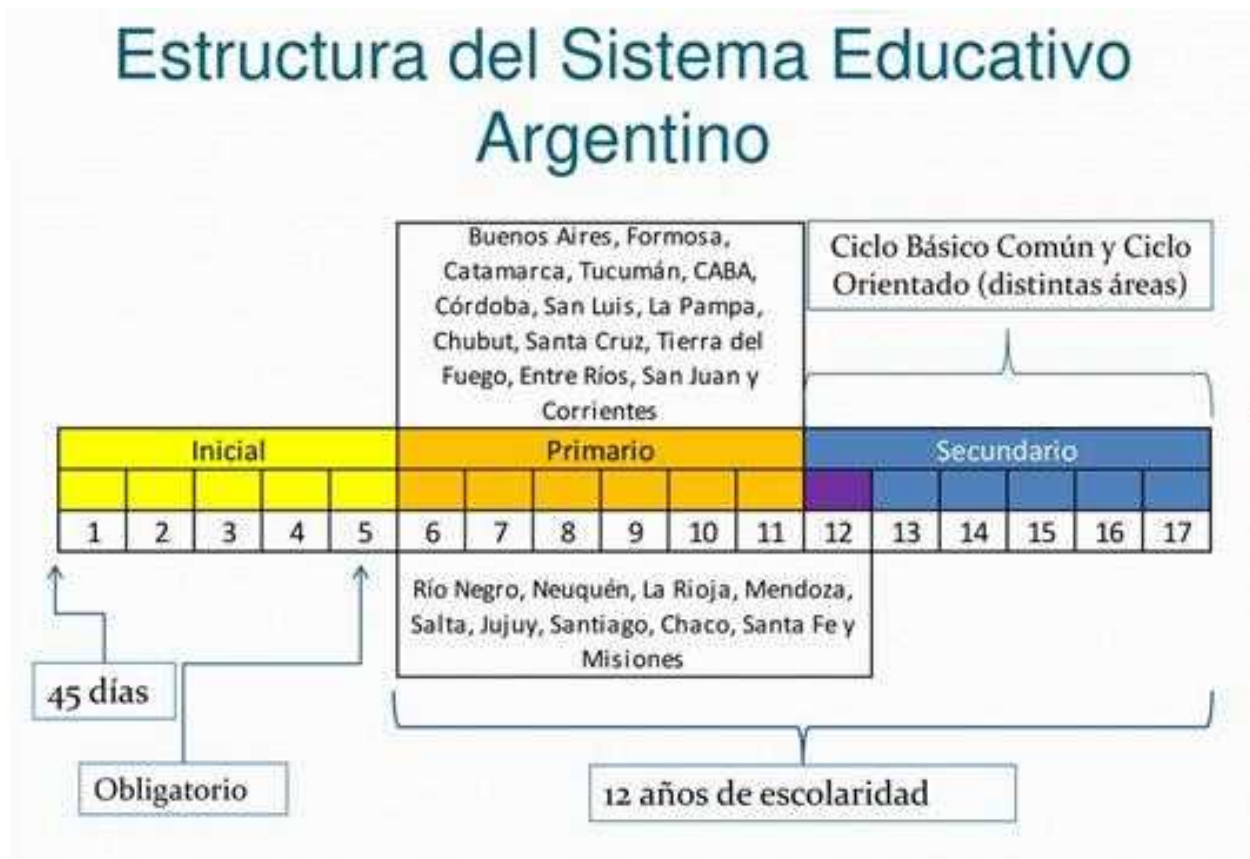 Estructura del Sistema Educativo
Argentino
Buenos Aires, Formosa,
Catamarca, Tucumán, CABA,
Córdoba, San Luis, La Pampa,
Chubut, Santa Cruz, Tierra del
Fuego, Entre Ríos, San Juan y
Corrientes
Ciclo Básico Común y Ciclo
Orientado (distintas áreas)
Inicial Primario Secundario
1 2 3 4 5 6 7 8 9 10 11 12 13 14 15 16 17
Río Negro, Neuquén, La Rioja, Mendoza,
Salta, Jujuy, Santiago, Chaco, Santa Fe y
Misiones
45 días
Obligatorio
12 años de escolaridad